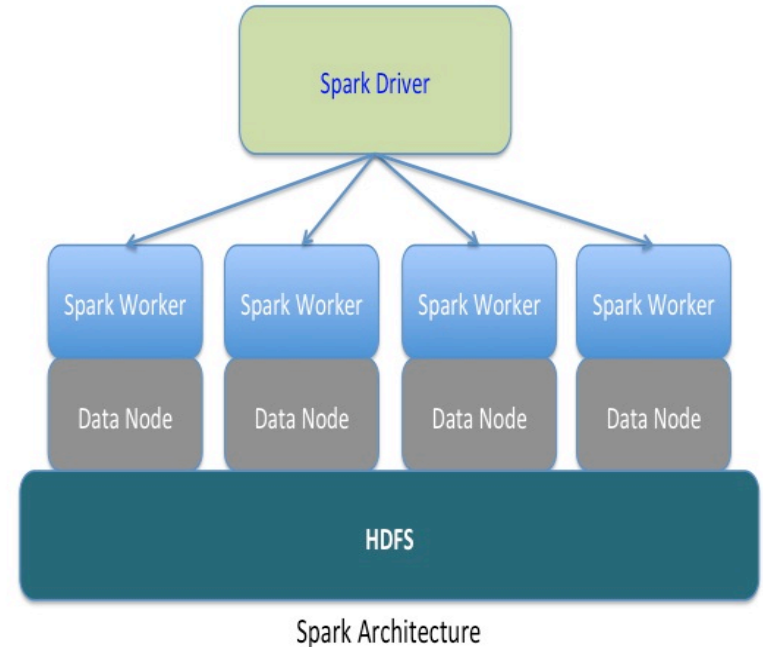 Spark Driver
Spark Worker
Spark Worker
Spark Worker
Spark Worker
Data Node
Data Node
Data Node
Data Node
HDFS
Spark Architecture